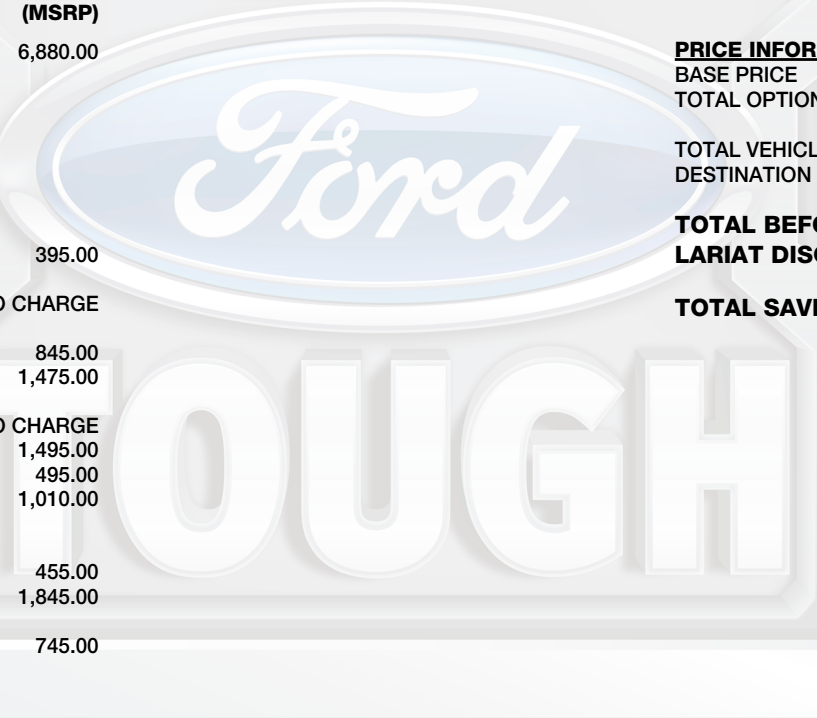 (MSRP)
6,880.00
395.00
CHARGE
845.00
1,475.00
CHARGE
1,495.00
495.00
1,010.00
455.00
1,845.00
745.00
PRICE INFOR
BASE PRICE
TOTAL OPTION
TOTAL VEHICL
DESTINATION
TOTAL BEFO
LARIAT DISC
TOTAL SAVI
Ford
TOUGH